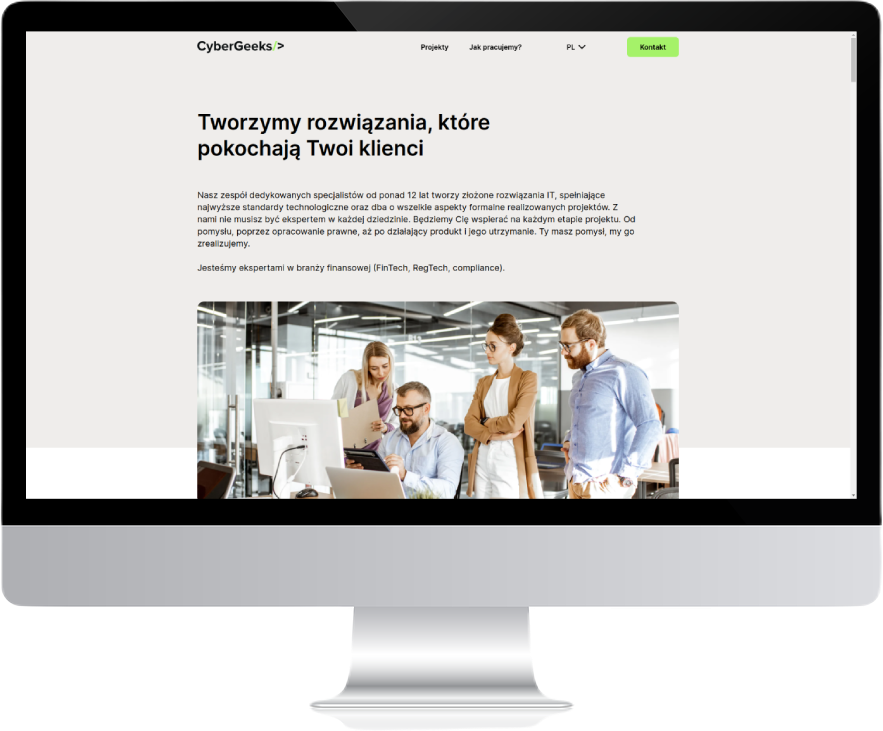 CyberGeeks/>
Projekty
Jak pracujemy?
PL
Kontakt
Tworzymy rozwiązania, które
pokochają Twoi klienci
Nasz zespół dedykowanych specjalistów od ponad 12 lat tworzy złożone rozwiązania IT, spełniające
najwyższe standardy technologiczne oraz dba o wszelkie aspekty formalne realizowanych projektów. Z
nami nie musisz być ekspertem w każdej dziedzinie. Będziemy Cię wspierać na każdym etapie projektu. Od
pomysłu, poprzez opracowanie prawne, aż po działający produkt i jego utrzymanie. Ty masz pomysł, my go
zrealizujemy.
Jesteśmy ekspertami w branży finansowej (FinTech, RegTech, compliance).